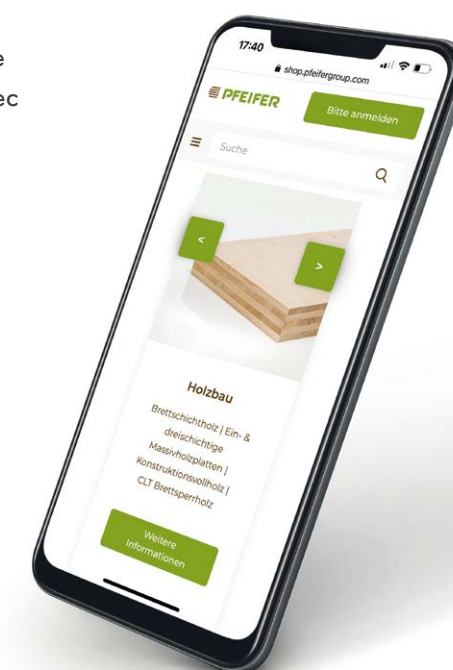 e
ec
17:40
shop.pfeifergroup.com
PFEIFER
Bitte anmelden
Suche
<
>
Holzbau
Brettschichtholz | Ein- &
dreischichtige
Massivholzplatten |
Konstruktionsvollholz |
CLT Brettsperrholz
Weitere
Informationen